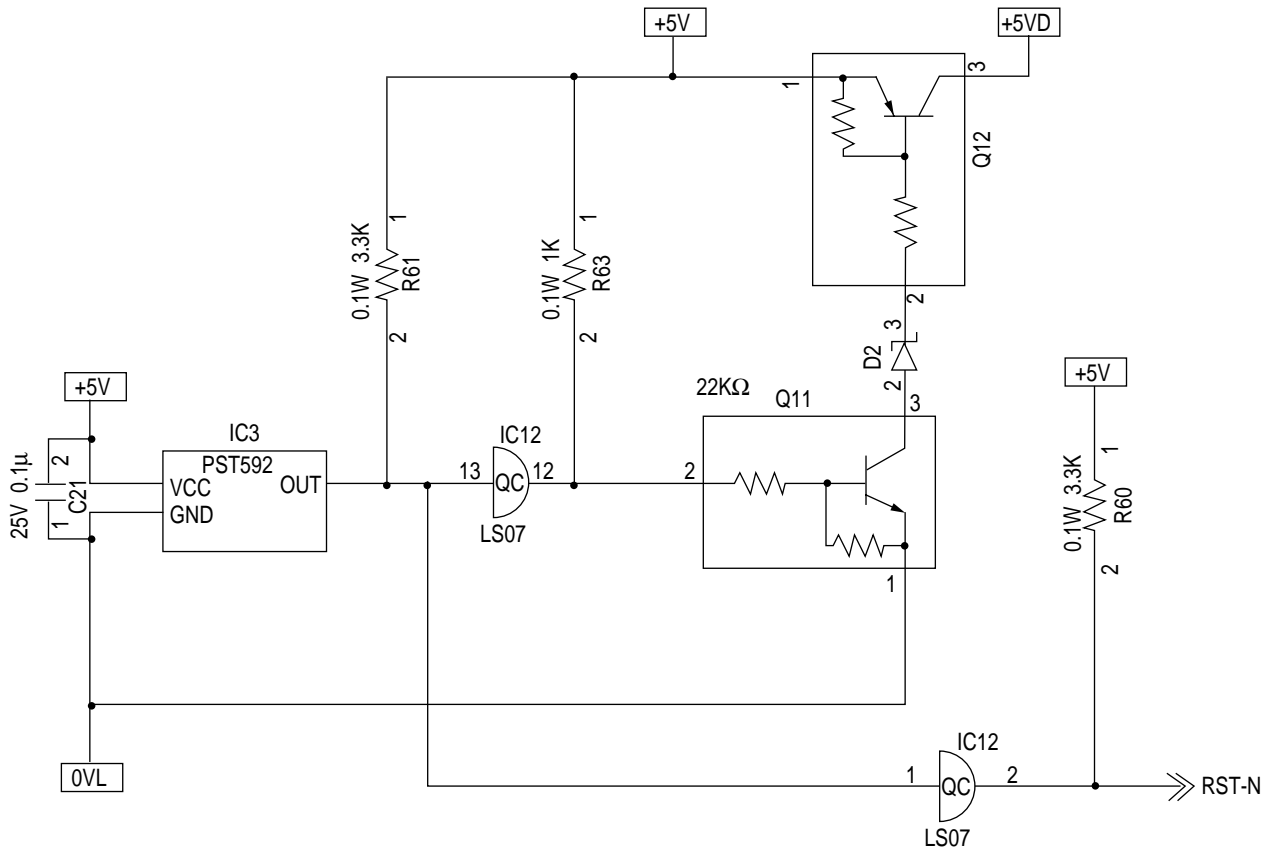 +5V
+5VD
1
3
Q12
0.1W 3.3K
1
R61
2
0.1W 1K
1
R63
2
2
3
D2
2
+5V
22KΩ
Q11
3
+5V
25V 0.1µ
2
C21
1
IC3
PST592
VCC
OUT
GND
13
IC12
QC
12
LS07
2
1
0.1W 3.3K
1
R60
2
0VL
1
IC12
QC
2
LS07
RST-N